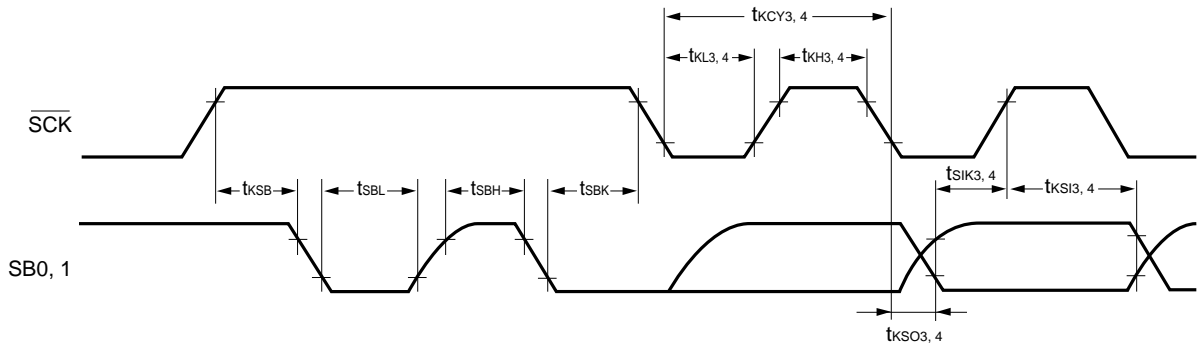 tKCY3, 4
tKL3, 4
tKH3, 4
SCK
tKSB
tSBL
tSBH
tSBK
tSIK3, 4
tKSI3, 4
SB0, 1
tKSO3, 4